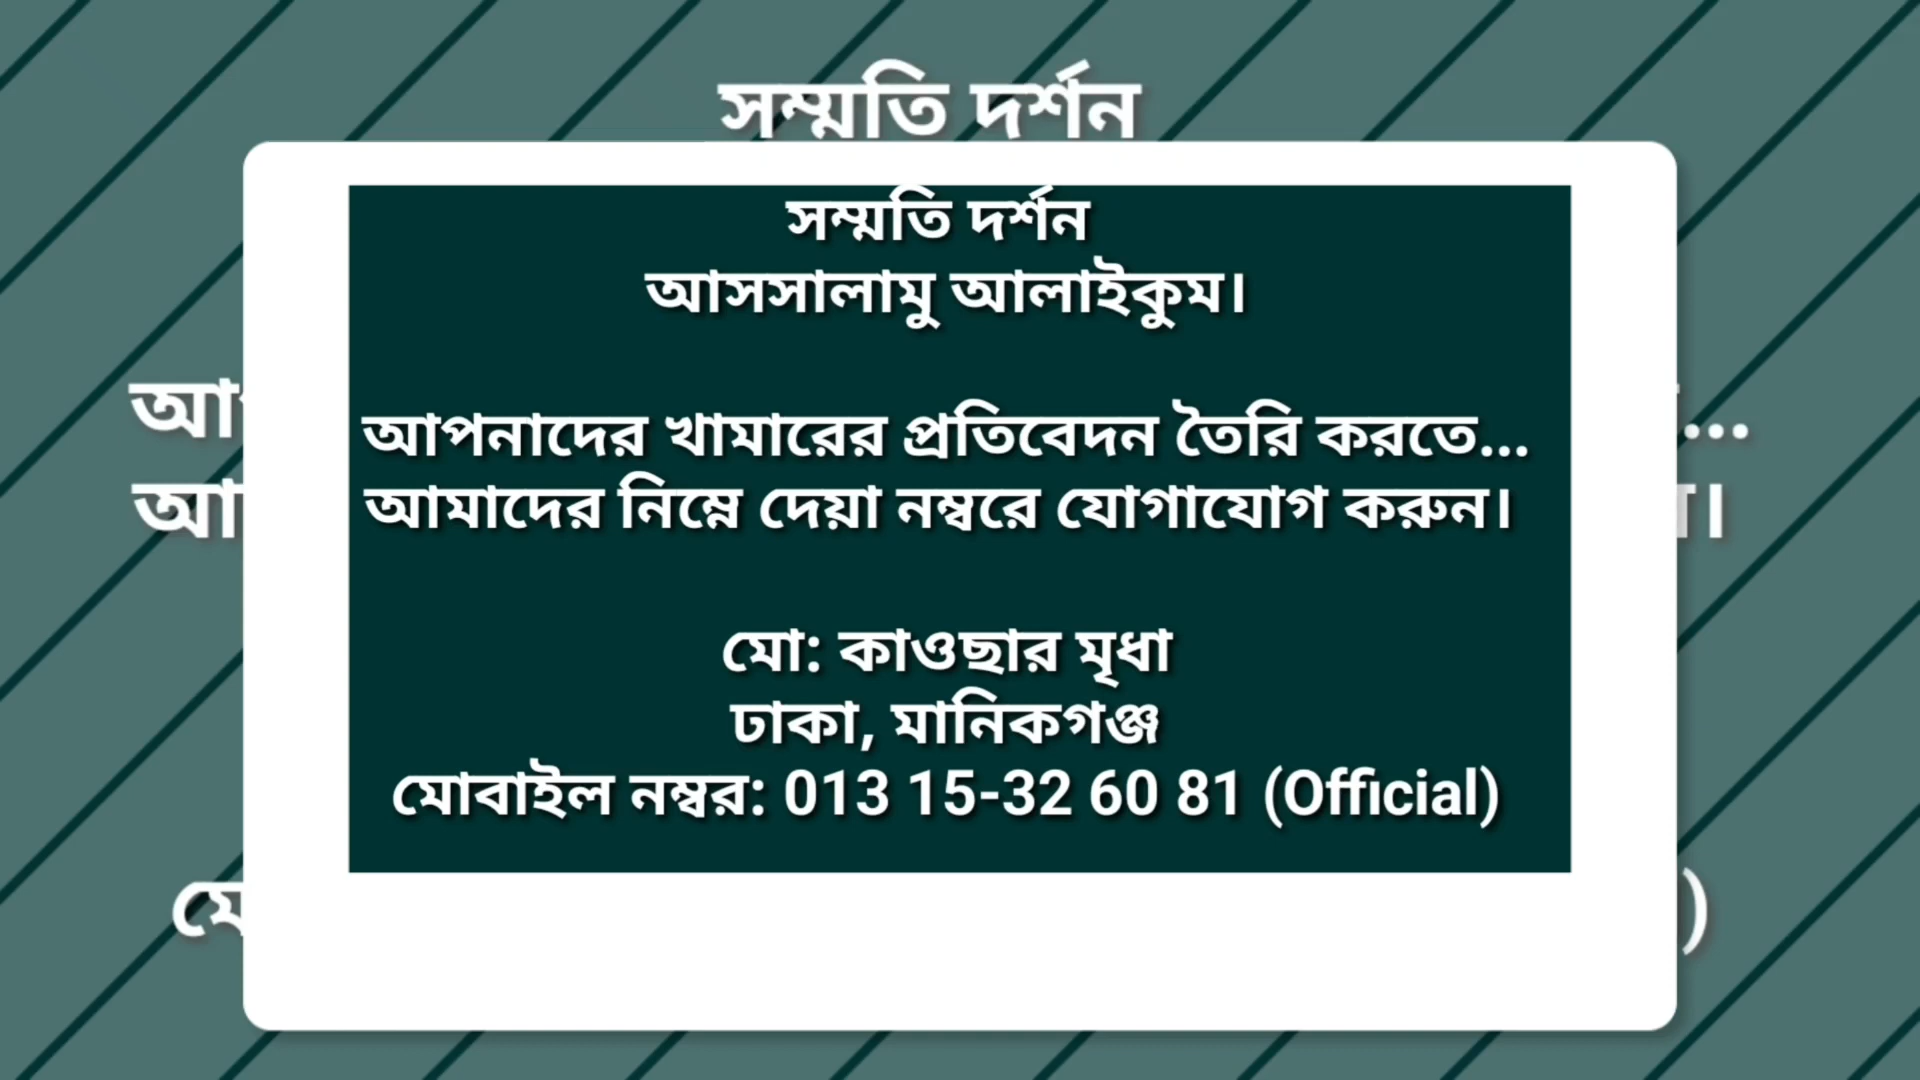 সম্মতি দর্শন
সম্মতি দর্শন
আসসালামু আলাইকুম।
আপনাদের খামারের প্রতিবেদন তৈরি করতে...
আমাদের নিম্নে দেয়া নম্বরে যোগাযোগ করুন।
মো: কাওছার মৃধা
ঢাকা, মানিকগঞ্জ
মোবাইল নম্বর: 013 15-32 60 81 (Official)